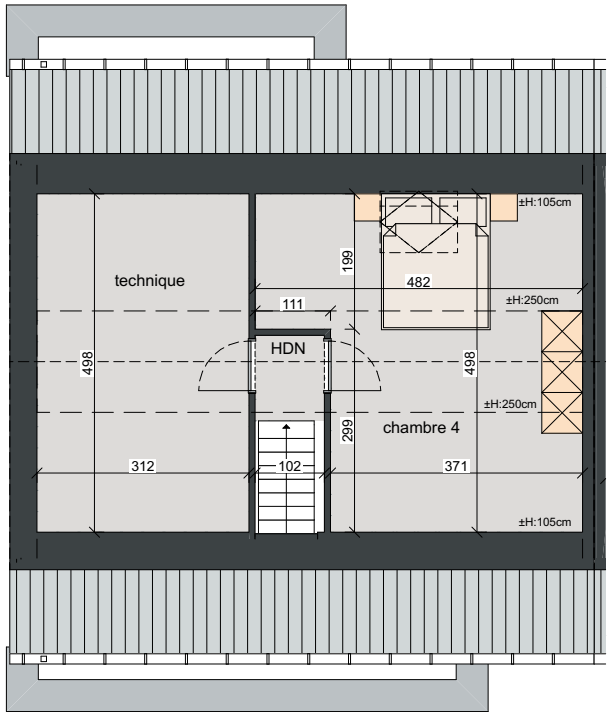 ±H:105cm
199
technique
482
±H:250cm
111
HDN
498
498
±H:250cm
299
chambre 4
312
102
371
±H:105cm